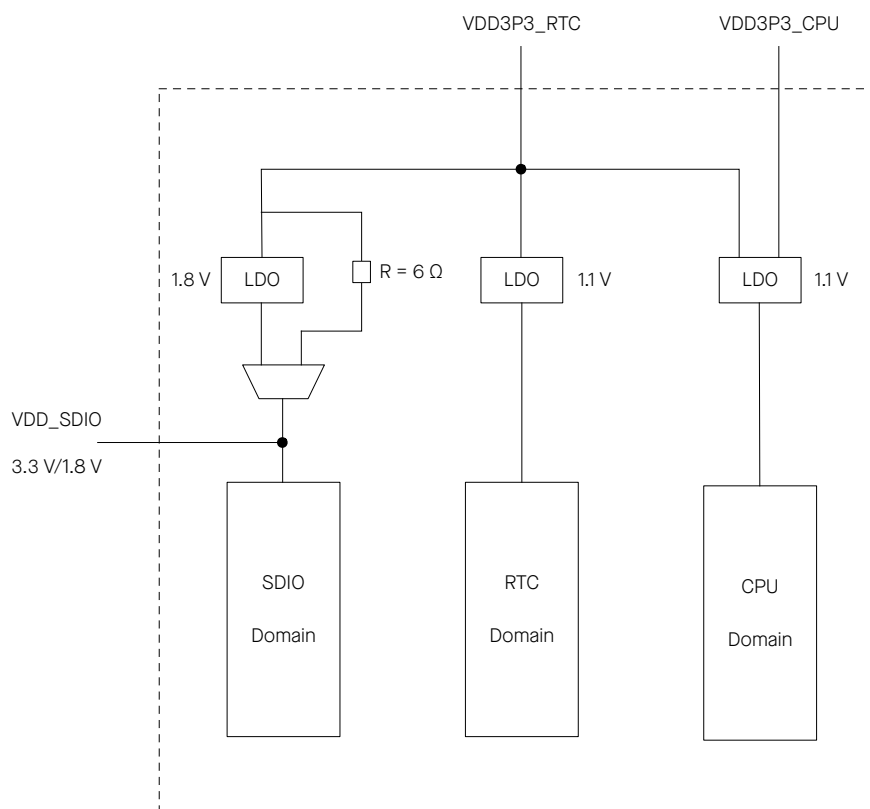 VDD3P3_RTC
VDD3P3_CPU
1.8 V
LDO
R = 6 Ω
LDO
1.1 V
LDO
1.1 V
VDD_SDIO
3.3 V/1.8 V
SDIO
Domain
RTC
Domain
CPU
Domain